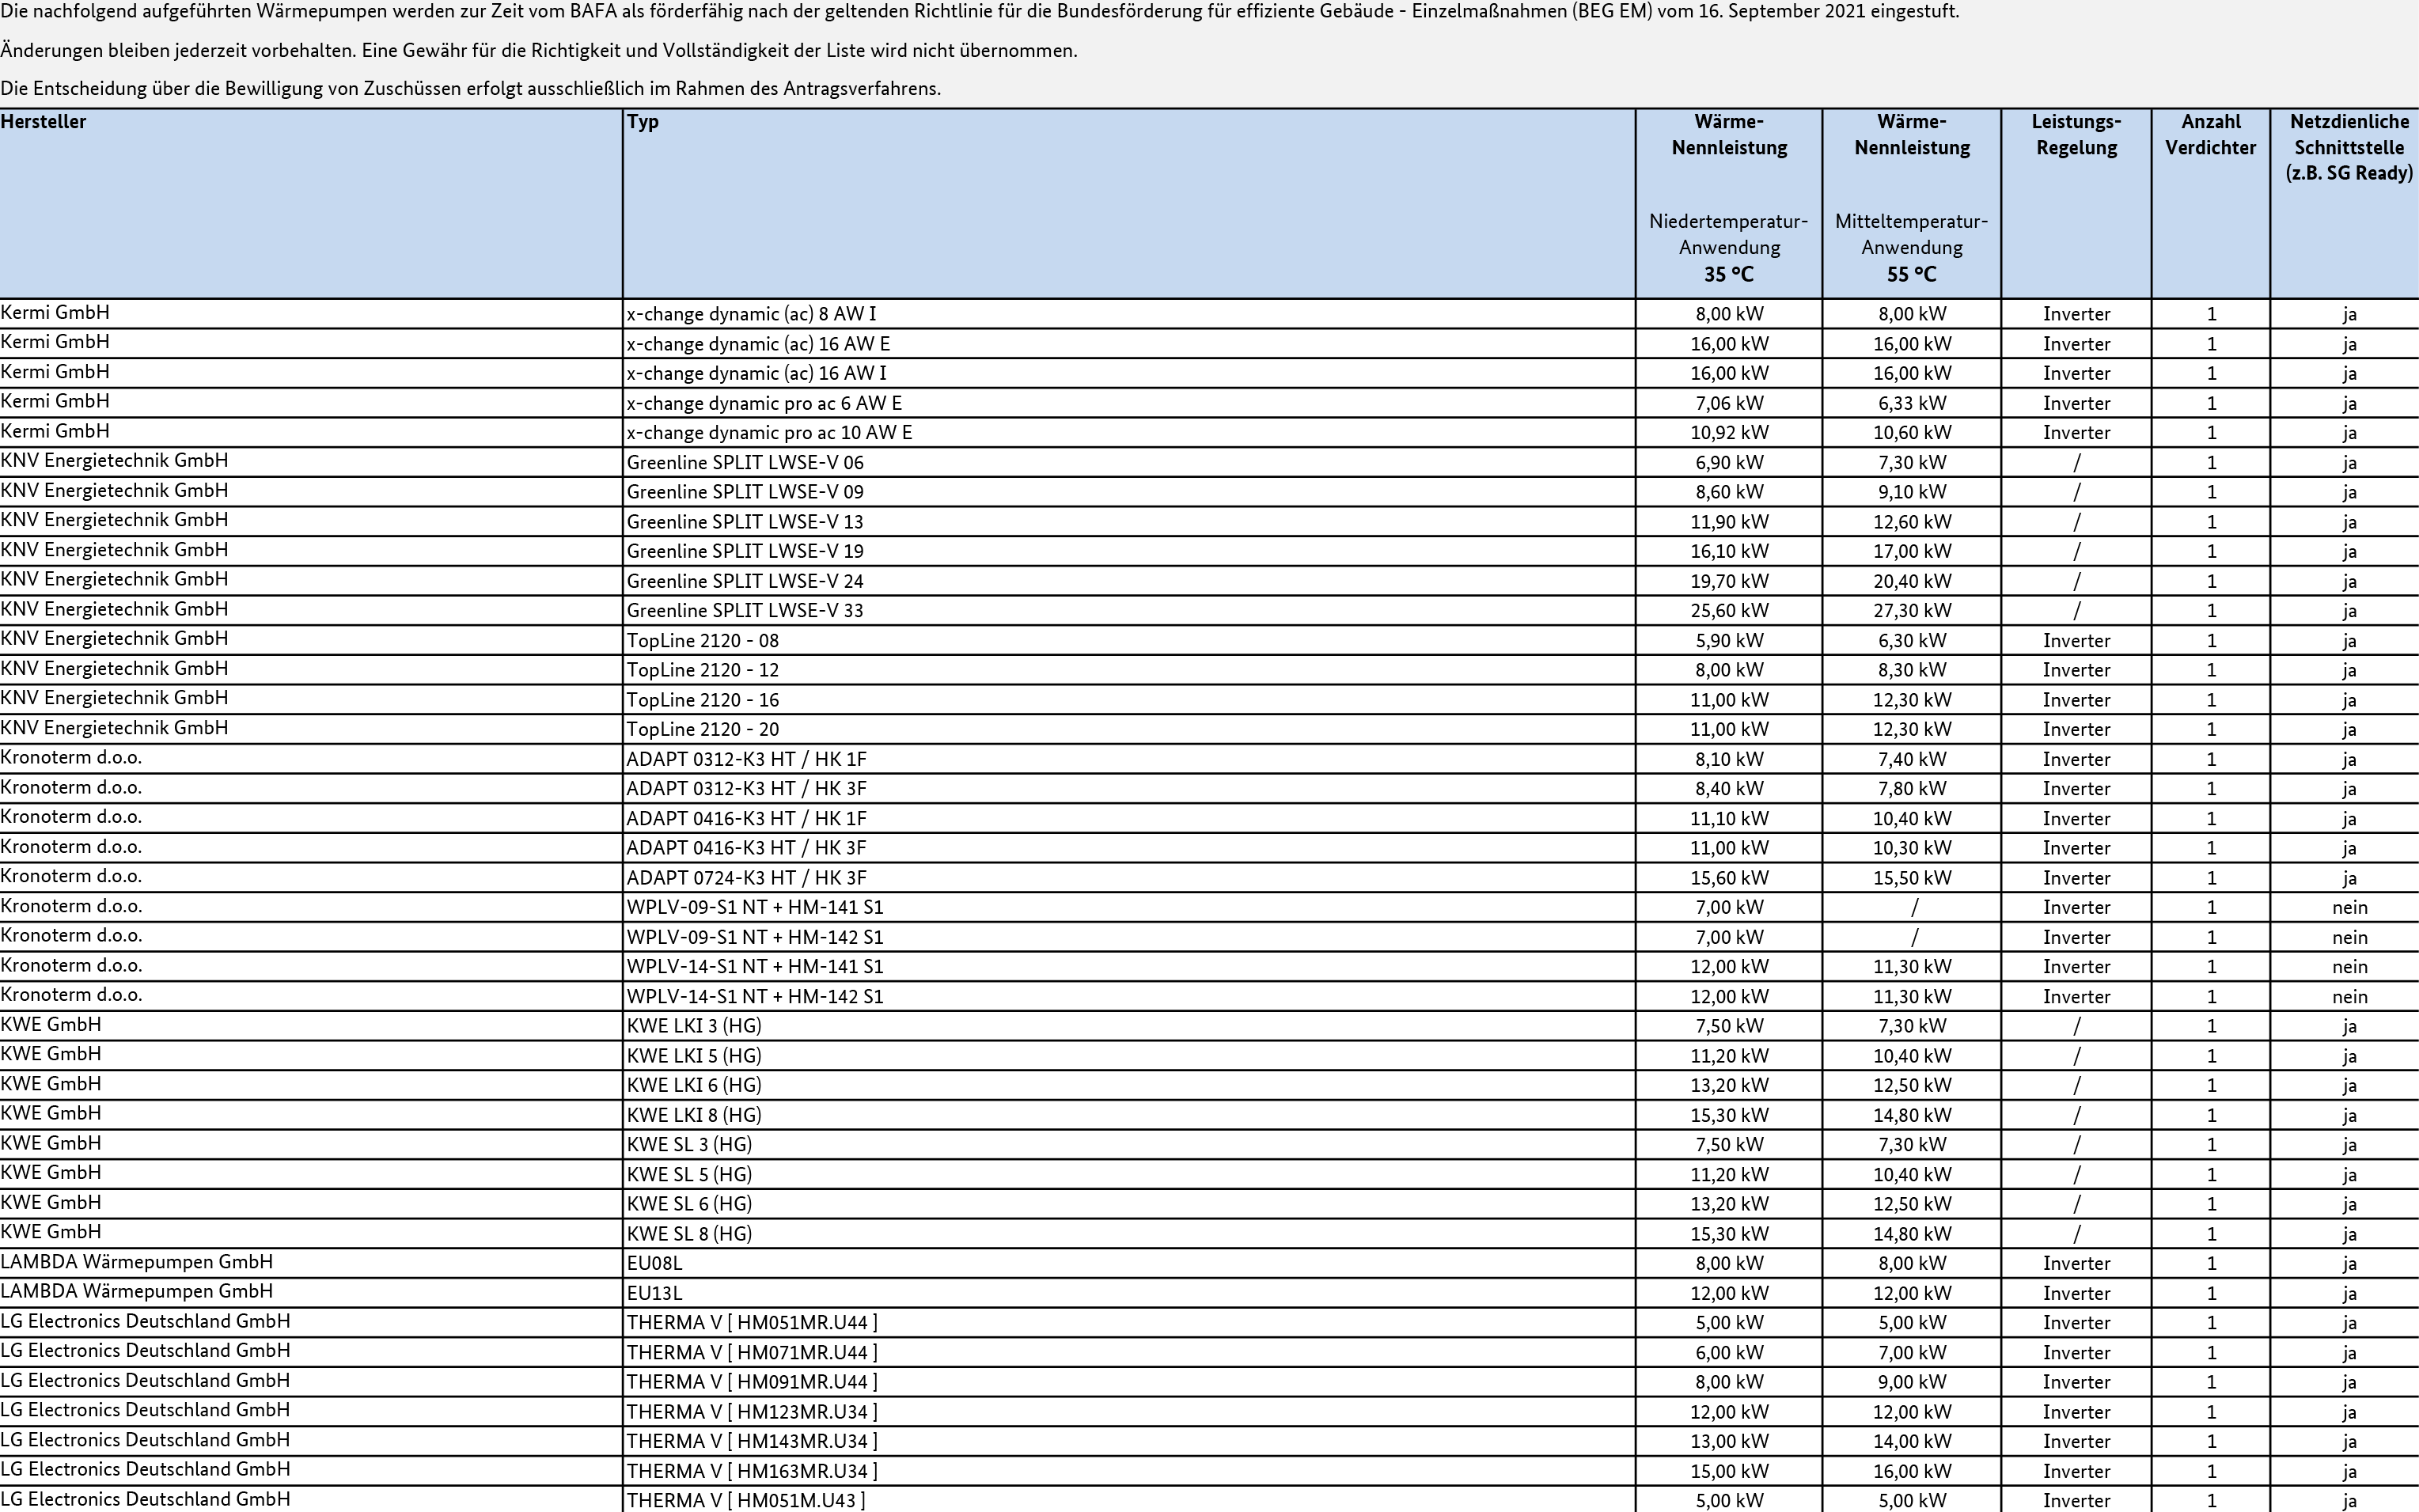 Die nachfolgend aufgeführten Wärmepumpen werden zur Zeit vom BAFA als förderfähig nach der geltenden Richtlinie für die Bundesförderung für effiziente Gebäude - Einzelmaßnahmen (BEG EM) vom 16. September 2021 eingestuft.
Änderungen bleiben jederzeit vorbehalten. Eine Gewähr für die Richtigkeit und Vollständigkeit der Liste wird nicht übernommen.
Die Entscheidung über die Bewilligung von Zuschüssen erfolgt ausschließlich im Rahmen des Antragsverfahrens.
Hersteller Typ Wärme- Wärme- Leistungs- Anzahl Netzdienliche
Nennleistung Nennleistung Regelung Verdichter Schnittstelle
(z.B. SG Ready)
Niedertemperatur- Mitteltemperatur-
Anwendung Anwendung
35 °C 55 °C
Kermi GmbH x-change dynamic (ac) 8 AW I 8,00 kW 8,00 kW Inverter 1 ja
Kermi GmbH x-change dynamic (ac) 16 AW E 16,00 kW 16,00 kW Inverter 1 ja
Kermi GmbH x-change dynamic (ac) 16 AW I 16,00 kW 16,00 kW Inverter 1 ja
Kermi GmbH x-change dynamic pro ac 6 AW E 7,06 kW 6,33 kW Inverter 1 ja
Kermi GmbH x-change dynamic pro ac 10 AW E 10,92 kW 10,60 kW Inverter 1 ja
KNV Energietechnik GmbH Greenline SPLIT LWSE-V 06 6,90 kW 7,30 kW / 1 ja
KNV Energietechnik GmbH Greenline SPLIT LWSE-V 09 8,60 kW 9,10 kW / 1 ja
KNV Energietechnik GmbH Greenline SPLIT LWSE-V 13 11,90 kW 12,60 kW / 1 ja
KNV Energietechnik GmbH Greenline SPLIT LWSE-V 19 16,10 kW 17,00 kW / 1 ja
KNV Energietechnik GmbH Greenline SPLIT LWSE-V 24 19,70 kW 20,40 kW / 1 ja
KNV Energietechnik GmbH Greenline SPLIT LWSE-V 33 25,60 kW 27,30 kW / 1 ja
KNV Energietechnik GmbH TopLine 2120 - 08 5,90 kW 6,30 kW Inverter 1 ja
KNV Energietechnik GmbH TopLine 2120 - 12 8,00 kW 8,30 kW Inverter 1 ja
KNV Energietechnik GmbH TopLine 2120 - 16 11,00 kW 12,30 kW Inverter 1 ja
KNV Energietechnik GmbH TopLine 2120 - 20 11,00 kW 12,30 kW Inverter 1 ja
Kronoterm d.o.o. ADAPT 0312-K3 HT / HK 1F 8,10 kW 7,40 kW Inverter 1 ja
Kronoterm d.o.o. ADAPT 0312-K3 HT / HK 3F 8,40 kW 7,80 kW Inverter 1 ja
Kronoterm d.o.o. ADAPT 0416-K3 HT / HK 1F 11,10 kW 10,40 kW Inverter 1 ja
Kronoterm d.o.o. ADAPT 0416-K3 HT / HK 3F 11,00 kW 10,30 kW Inverter 1 ja
Kronoterm d.o.o. ADAPT 0724-K3 HT / HK 3F 15,60 kW 15,50 kW Inverter 1 ja
Kronoterm d.o.o. WPLV-09-S1 NT + HM-141 S1 7,00 kW / Inverter 1 nein
Kronoterm d.o.o. WPLV-09-S1 NT + HM-142 S1 7,00 kW / Inverter 1 nein
Kronoterm d.o.o. WPLV-14-S1 NT + HM-141 S1 12,00 kW 11,30 kW Inverter 1 nein
Kronoterm d.o.o. WPLV-14-S1 NT + HM-142 S1 12,00 kW 11,30 kW Inverter 1 nein
KWE GmbH KWE LKI 3 (HG) 7,50 kW 7,30 kW / 1 ja
KWE GmbH KWE LKI 5 (HG) 11,20 kW 10,40 kW / 1 ja
KWE GmbH KWE LKI 6 (HG) 13,20 kW 12,50 kW / 1 ja
KWE GmbH KWE LKI 8 (HG) 15,30 kW 14,80 kW / 1 ja
KWE GmbH KWE SL 3 (HG) 7,50 kW 7,30 kW / 1 ja
KWE GmbH KWE SL 5 (HG) 11,20 kW 10,40 kW / 1 ja
KWE GmbH KWE SL 6 (HG) 13,20 kW 12,50 kW / 1 ja
KWE GmbH KWE SL 8 (HG) 15,30 kW 14,80 kW / 1 ja
LAMBDA Wärmepumpen GmbH EU08L 8,00 kW 8,00 kW Inverter 1 ja
LAMBDA Wärmepumpen GmbH EU13L 12,00 kW 12,00 kW Inverter 1 ja
LG Electronics Deutschland GmbH THERMA V [ HM051MR.U44 ] 5,00 kW 5,00 kW Inverter 1 ja
LG Electronics Deutschland GmbH THERMA V [ HM071MR.U44 ] 6,00 kW 7,00 kW Inverter 1 ja
LG Electronics Deutschland GmbH THERMA V [ HM091MR.U44 ] 8,00 kW 9,00 kW Inverter 1 ja
LG Electronics Deutschland GmbH THERMA V [ HM123MR.U34 ] 12,00 kW 12,00 kW Inverter 1 ja
LG Electronics Deutschland GmbH THERMA V [ HM143MR.U34 ] 13,00 kW 14,00 kW Inverter 1 ja
LG Electronics Deutschland GmbH THERMA V [ HM163MR.U34 ] 15,00 kW 16,00 kW Inverter 1 ja
LG Electronics Deutschland GmbH THERMA V [ HM051M.U43 ] 5,00 kW 5,00 kW Inverter 1 ja